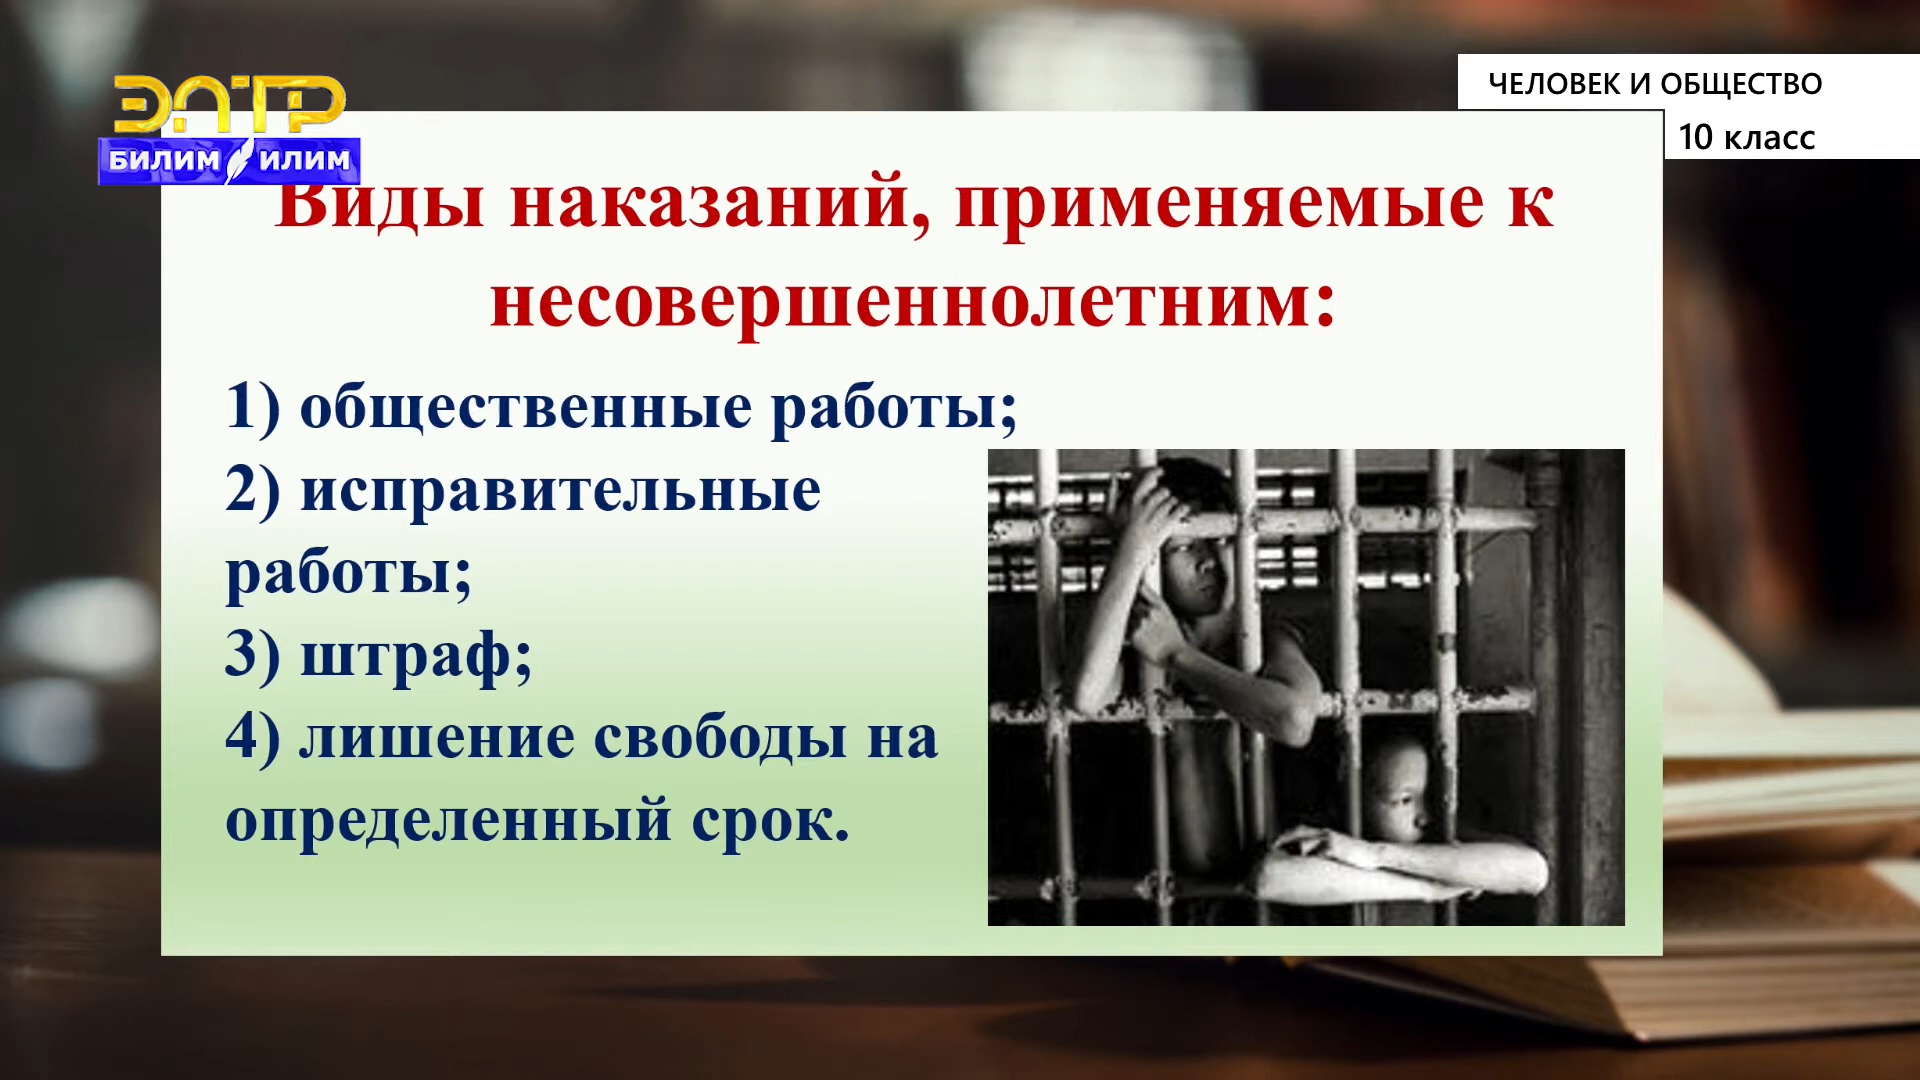 ЭЛТР
БИЛИМ ИЛИМ
ЧЕЛОВЕК И ОБЩЕСТВО
10 класс
Виды наказаний, применяемые к
несовершеннолетним:
1) общественные работы;
2) исправительные
работы;
3) штраф;
4) лишение свободы на
определенный срок.